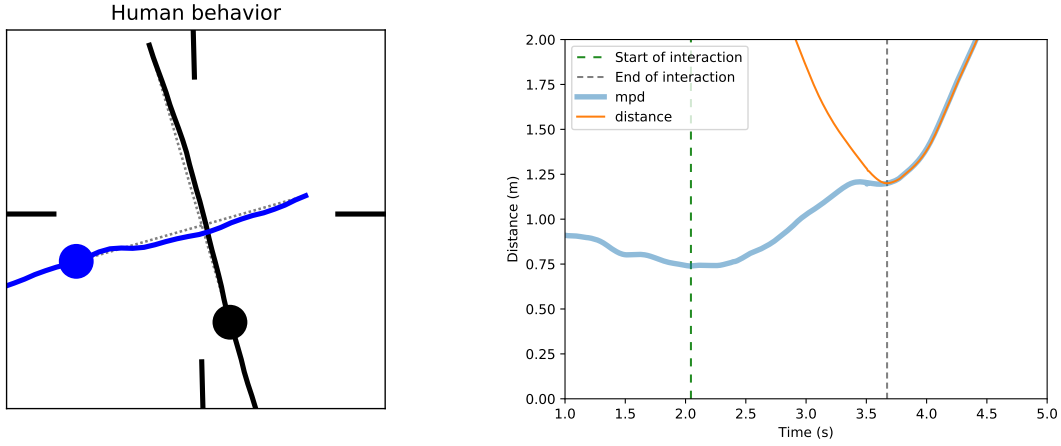 Human behavior
2.00
1.75
1.50
1.25
1.00
0.75
0.50
0.25
0.00
Distance (m)
Start of interaction
End of interaction
mpd
distance
1.0 1.5 2.0 2.5 3.0 3.5 4.0 4.5 5.0
Time (s)